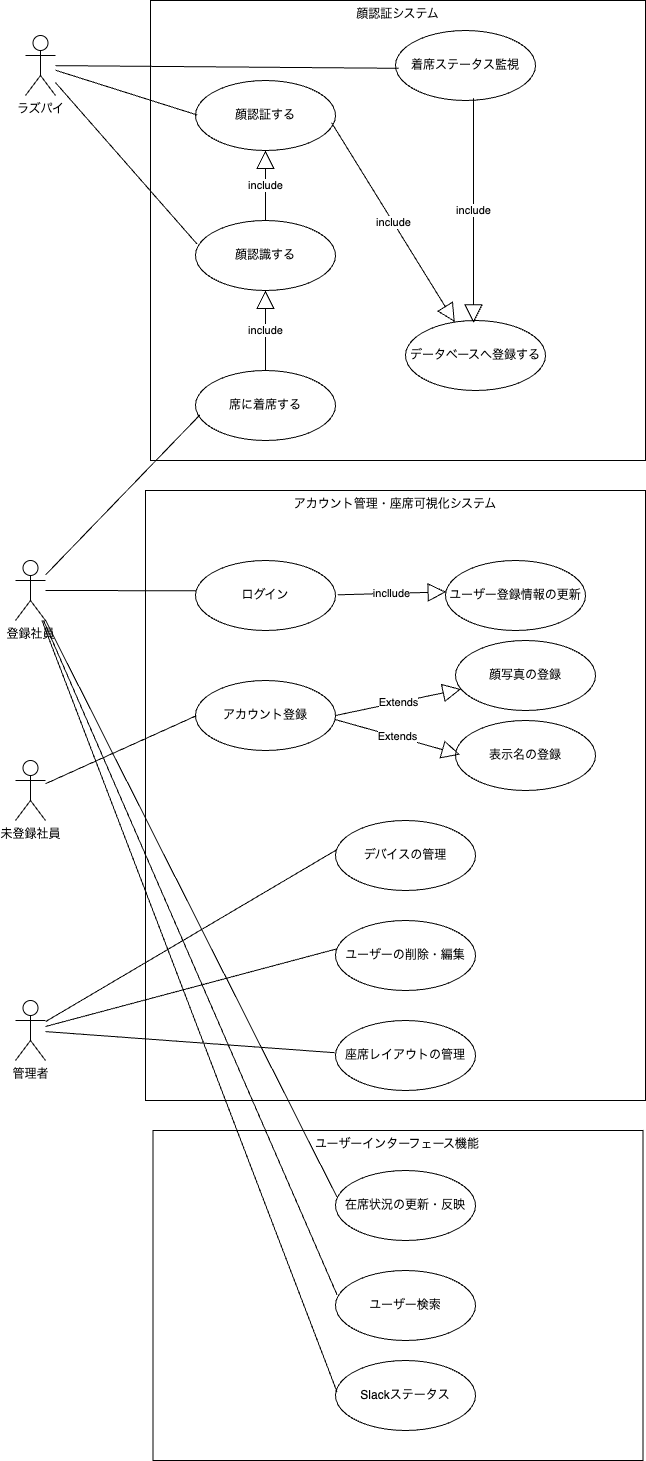 顔認証システム
ラズパイ
着席ステータス監視
顔認証する
include
include
include
顔認識する
include
データベースへ登録する
席に着席する
アカウント管理・座席可視化システム
登録社員
ログイン
incllude
ユーザー登録情報の更新
アカウント登録
Extends
顔写真の登録
Extends
表示名の登録
未登録社員
デバイスの管理
ユーザーの削除・編集
管理者
座席レイアウトの管理
ユーザーインターフェース機能
在席状況の更新・反映
ユーザー検索
Slackステータス